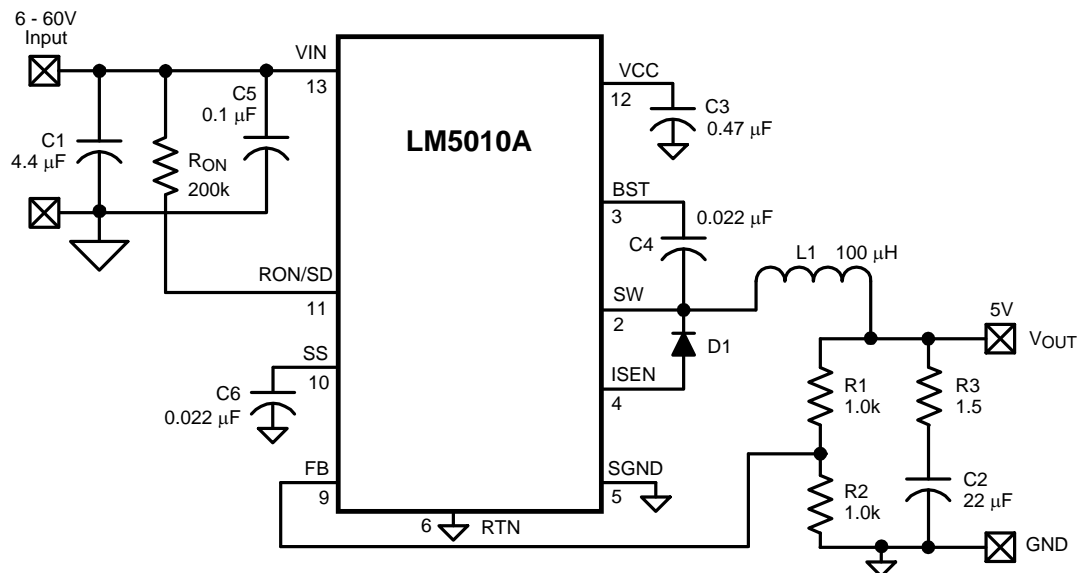 6 - 60V
Input
VIN
13
C5
0.1 μF
C1
4.4 μF
RON
200k
RON/SD
11
SS
10
C6
0.022 μF
FB
9
LM5010A
6
RTN
VCC
12
C3
0.47 μF
BST
3
0.022 μF
C4
L1
100 μH
SW
2
D1
ISEN
4
SGND
5
5V
VOUT
R1
1.0k
R3
1.5
R2
1.0k
C2
22 μF
GND